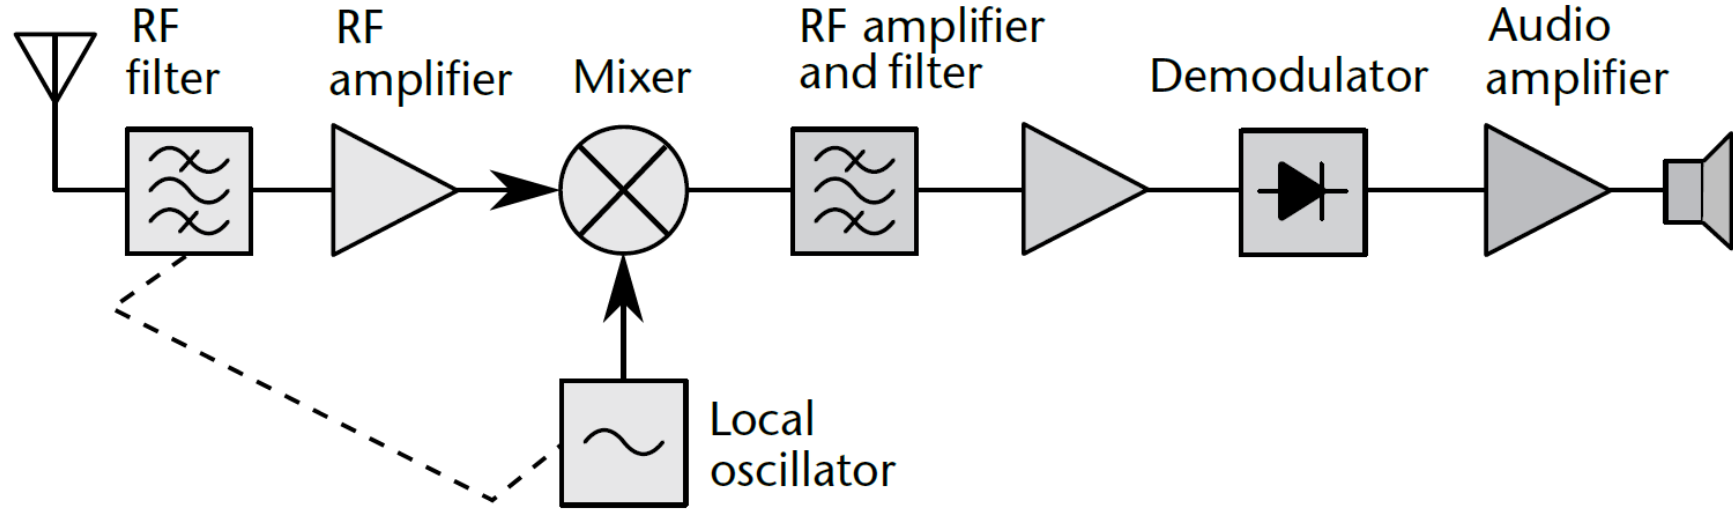 RF
filter
RF
amplifier
Mixer
RF amplifier
and filter
Demodulator
Audio
amplifier
Local
oscillator